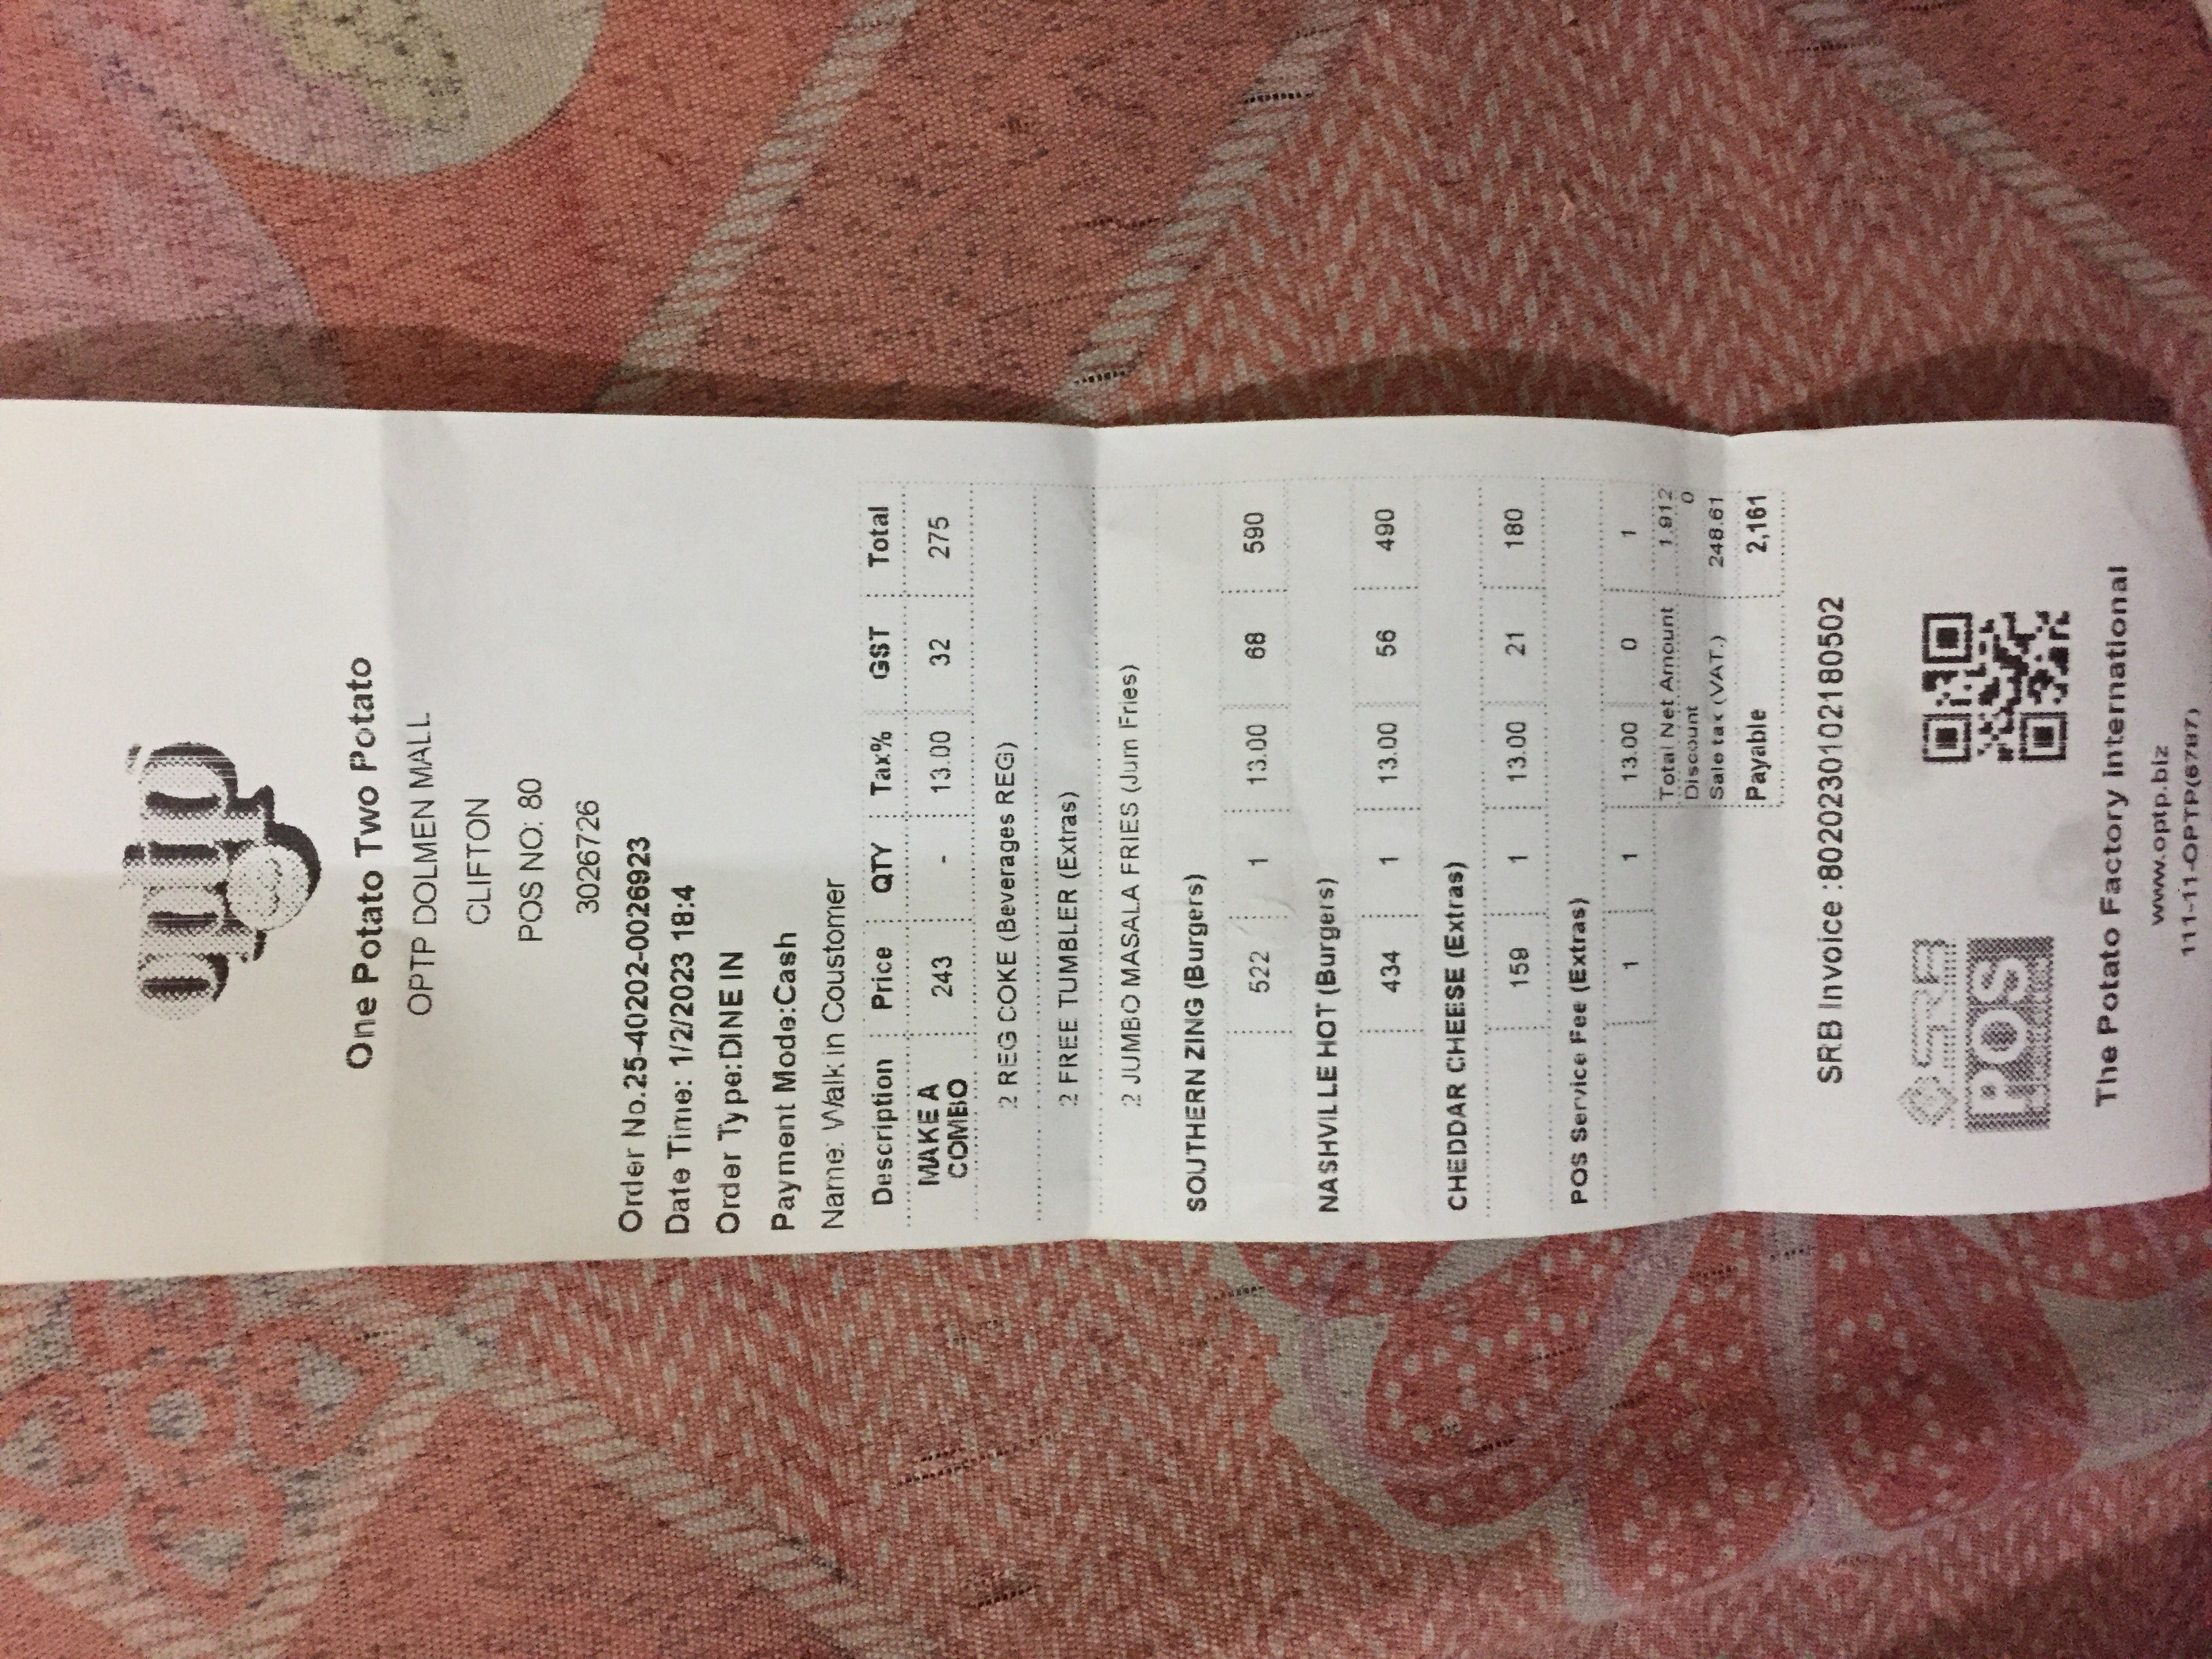 optp
One Potato Two Potato
OPTP DOLMEN MALL
CLIFTON
POS NO: 80
3026726
Order No.25-40202-0026923
Date Time: 1/2/2023 18:4
Order Type:DINE IN
Payment Mode:Cash
Name: Walk in Coustomer
Description Price QTY Tax% GST Total
MAKE A COMBO 243 - 13.00 32 275
2 REG COKE (Beverages REG)
2 FREE TUMBLER (Extras)
2 JUMBO MASALA FRIES (Jum Fries)
SOUTHERN ZING (Burgers)
522 1 13.00 68 590
NASHVILLE HOT (Burgers)
434 1 13.00 56 490
CHEDDAR CHEESE (Extras)
159 1 13.00 21 180
POS Service Fee (Extras)
1 1 13.00 0 1
Total Net Amount 1,912
Discount 0
Sale tax (VAT.) 248.61
Payable 2,161
SRB Invoice :8020230102180502
SRB
POS
The Potato Factory International
www.optp.biz
111-11-OPTP(6787)